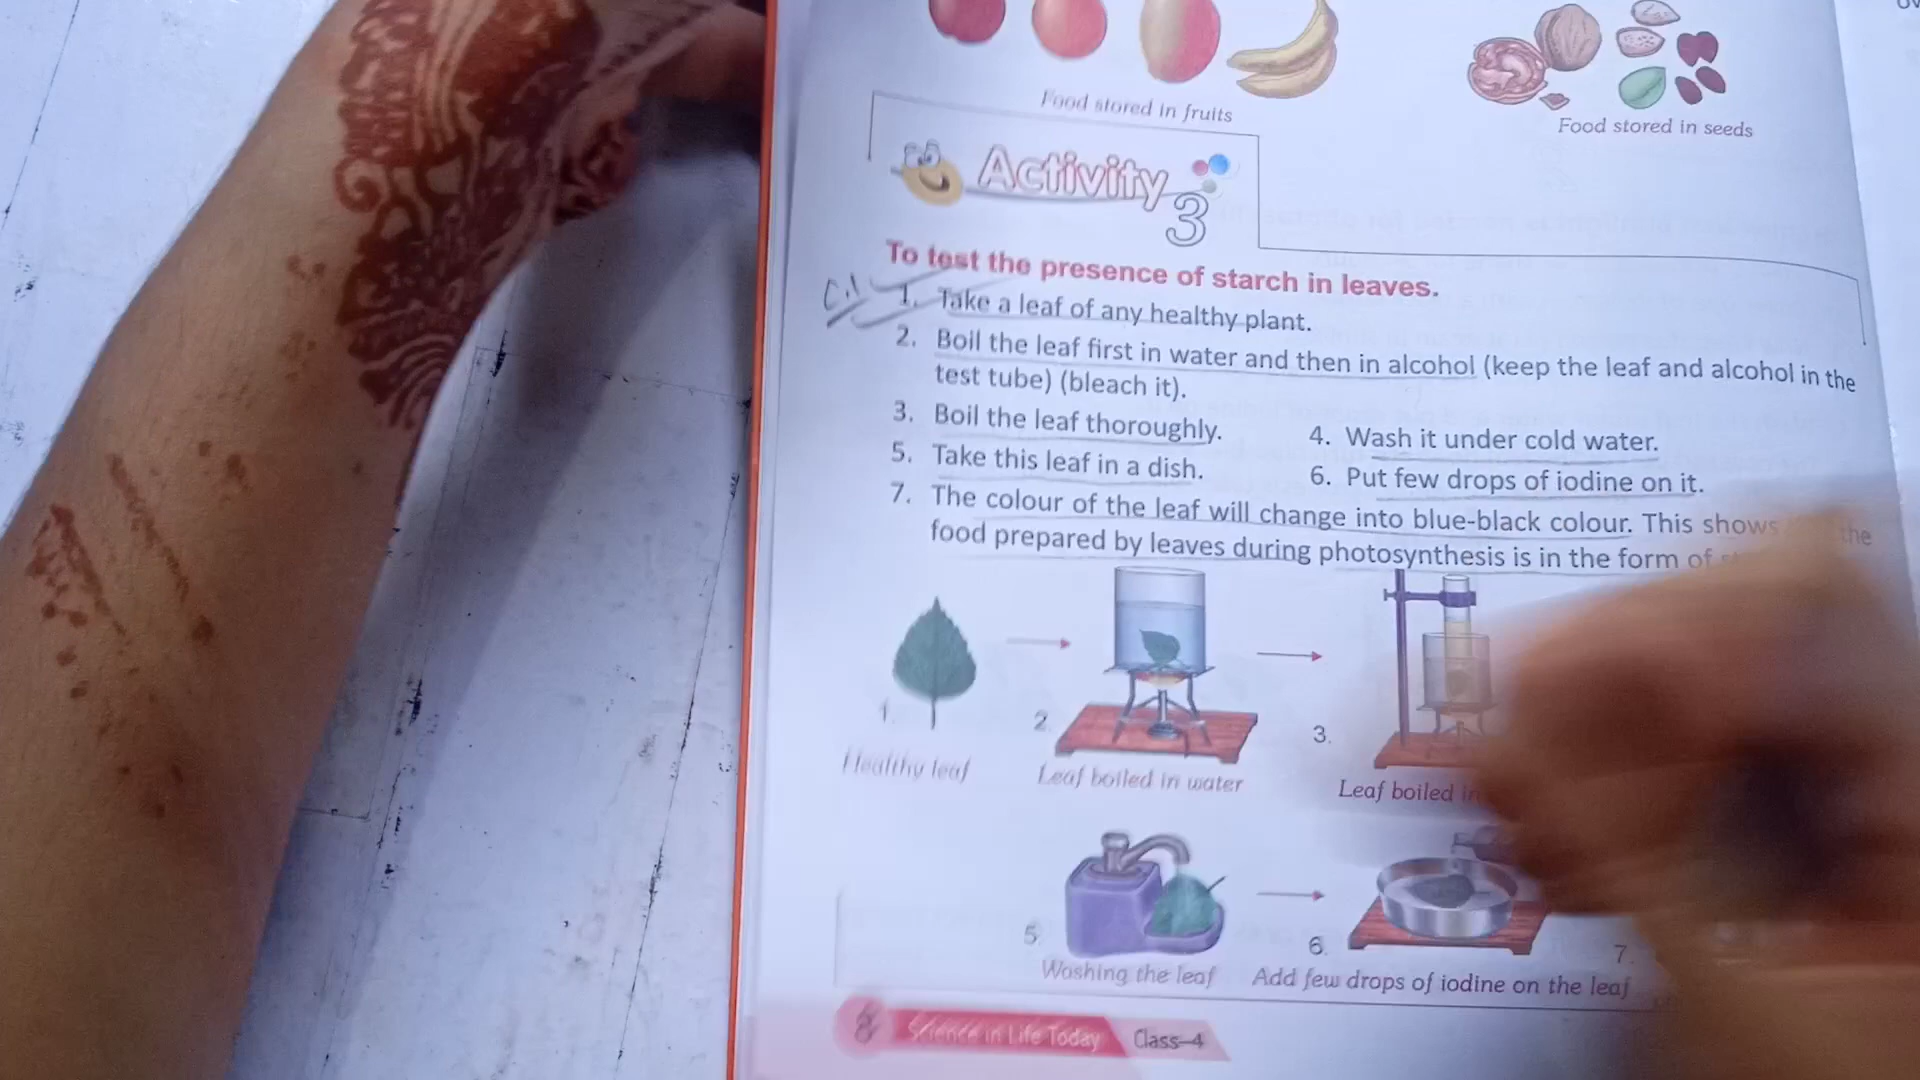 Food stored in fruits
Food stored in seeds
Activity 3
To test the presence of starch in leaves.
C.1
1. Take a leaf of any healthy plant.
2. Boil the leaf first in water and then in alcohol (keep the leaf and alcohol in the
test tube) (bleach it).
3. Boil the leaf thoroughly.
4. Wash it under cold water.
5. Take this leaf in a dish.
6. Put few drops of iodine on it.
7. The colour of the leaf will change into blue-black colour. This shows the
food prepared by leaves during photosynthesis is in the form of
1.
Healthy leaf
2.
Leaf boiled in water
3.
Leaf boiled in
5.
Washing the leaf
6.
Add few drops of iodine on the leaf
7.
8 Science in Life Today Class–4